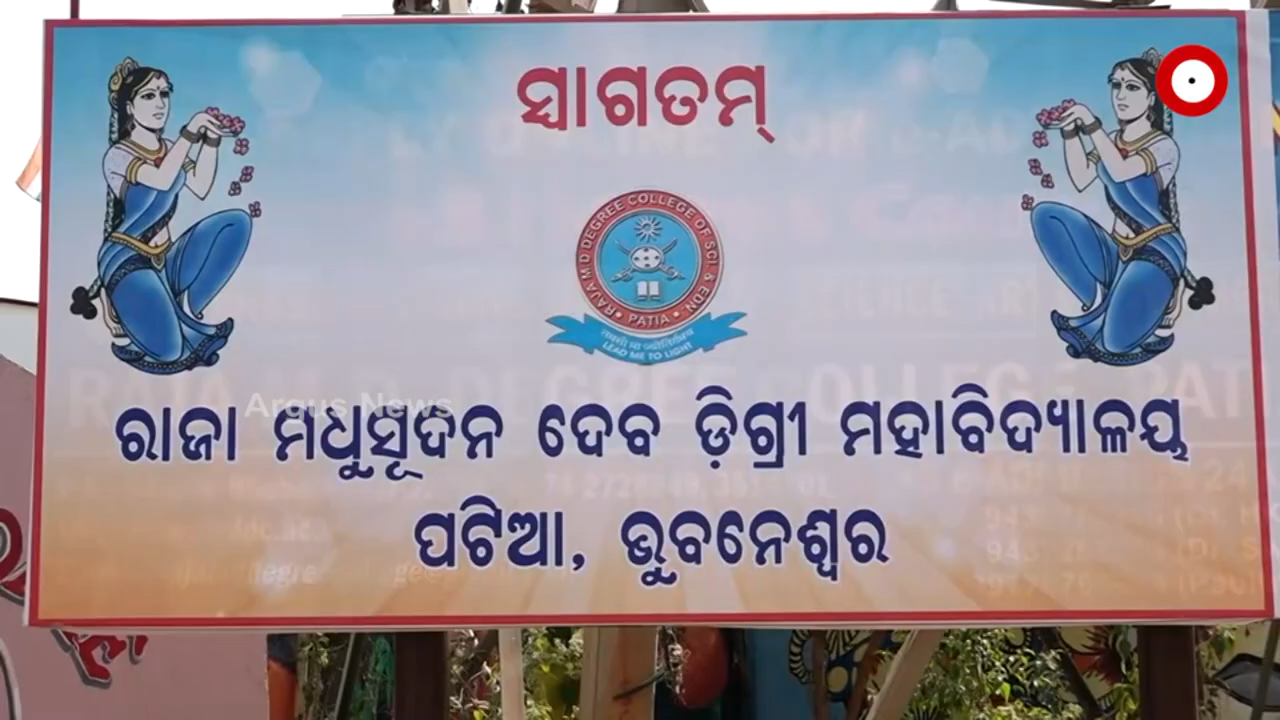 ସ୍ଵାଗତମ୍
RAJA M D DEGREE COLLEGE OF SCI. & EDN.
• PATIA •
LEAD ME TO LIGHT
Argus News
ରାଜା ମଧୁସୂଦନ ଦେବ ଡ଼ିଗ୍ରୀ ମହାବିଦ୍ୟାଳୟ
ପଟିଆ, ଭୁବନେଶ୍ଵର